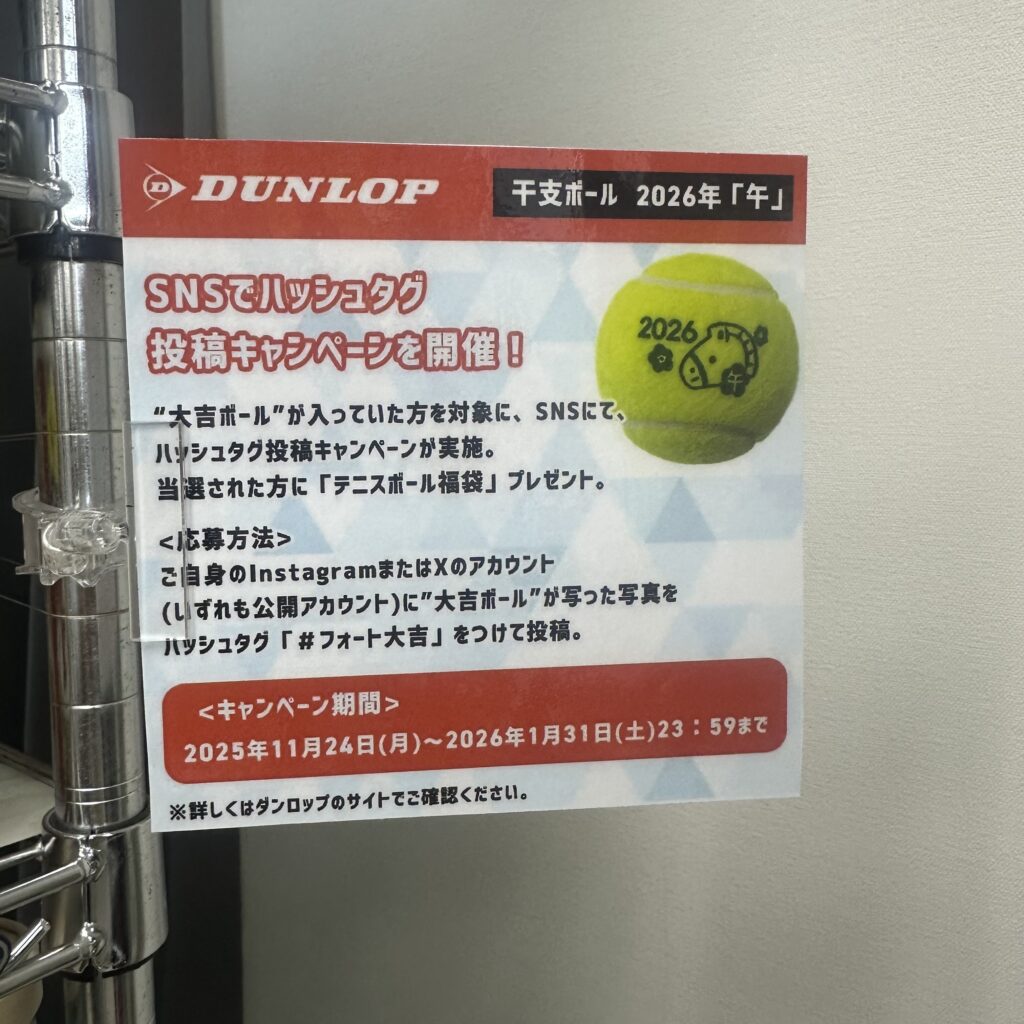 DUNLOP
干支ボール 2026年「午」
SNSでハッシュタグ
投稿キャンペーンを開催！
2026
午
“大吉ボール”が入っていた方を対象に、SNSにて、
ハッシュタグ投稿キャンペーンが実施。
当選された方に「テニスボール福袋」プレゼント。
<応募方法>
ご自身のInstagramまたはXのアカウント
(いずれも公開アカウント)に”大吉ボール”が写った写真を
ハッシュタグ「＃フォート大吉」をつけて投稿。
<キャンペーン期間>
2025年11月24日(月)～2026年1月31日(土)23：59まで
※詳しくはダンロップのサイトでご確認ください。